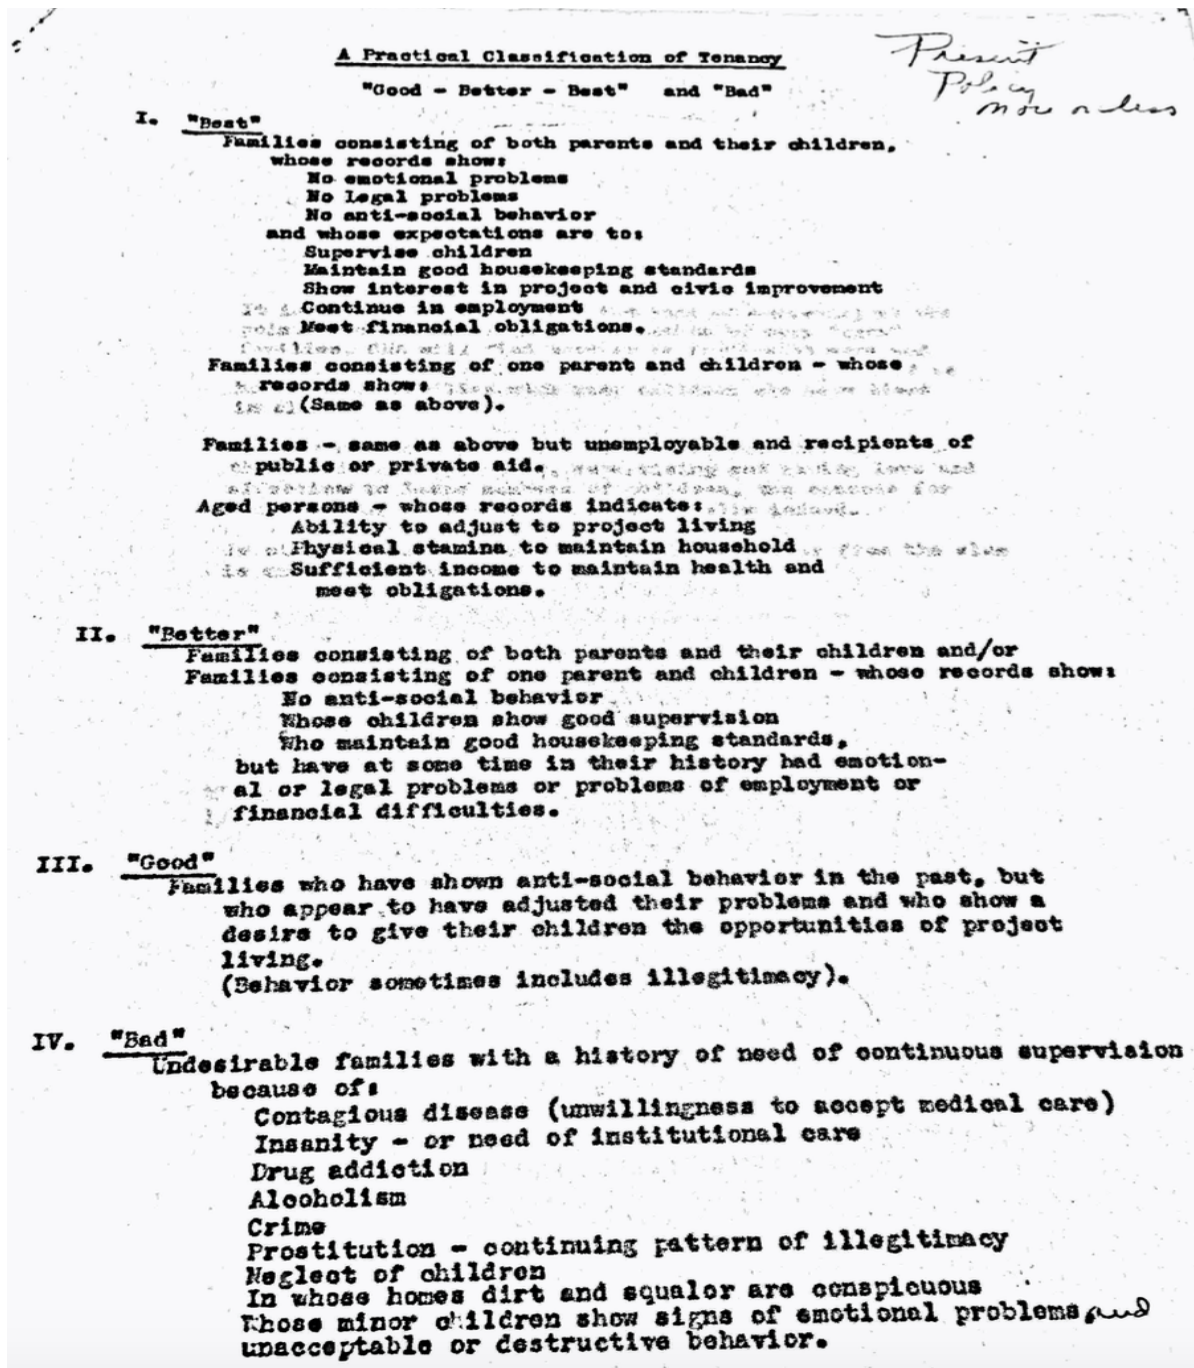 A Practical Classification of Tenancy
Present
"Good - Better - Best" and "Bad"
Policy
more or less
I. "Best"
Families consisting of both parents and their children,
whose records show:
No emotional problems
No Legal problems
No anti-social behavior
and whose expectations are to:
Supervise children
Maintain good housekeeping standards
Show interest in project and civic improvement
Continue in employment
Meet financial obligations.
Families consisting of one parent and children - whose
records show:
(Same as above).
Families - same as above but unemployable and recipients of
public or private aid.
Aged persons - whose records indicate:
Ability to adjust to project living
Physical stamina to maintain household
Sufficient income to maintain health and
meet obligations.
II. "Better"
Families consisting of both parents and their children and/or
Families consisting of one parent and children - whose records show:
No anti-social behavior
Whose children show good supervision
Who maintain good housekeeping standards,
but have at some time in their history had emotion-
al or legal problems or problems of employment or
financial difficulties.
III. "Good"
Families who have shown anti-social behavior in the past, but
who appear to have adjusted their problems and who show a
desire to give their children the opportunities of project
living.
(Behavior sometimes includes illegitimacy).
IV. "Bad"
Undesirable families with a history of need of continuous supervision
because of:
Contagious disease (unwillingness to accept medical care)
Insanity - or need of institutional care
Drug addiction
Alcoholism
Crime
Prostitution - continuing pattern of illegitimacy
Neglect of children
In whose homes dirt and squalor are conspicuous
Whose minor children show signs of emotional problems, and
unacceptable or destructive behavior.